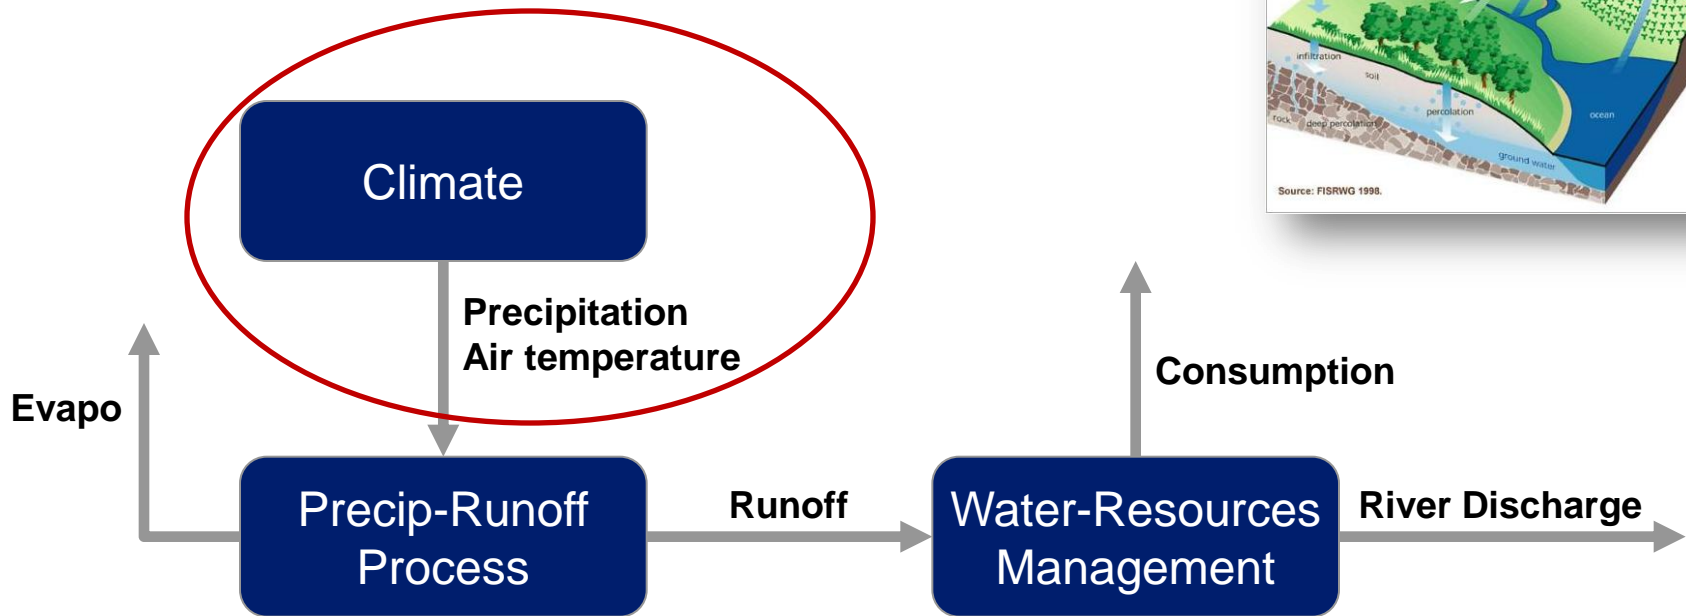 infiltration
soil
percolation
rock
deep percolation
ground water
ocean
Source: FISRWG 1998.
Climate
Precipitation
Air temperature
Evapo
Consumption
Precip-Runoff
Process
Runoff
Water-Resources
Management
River Discharge